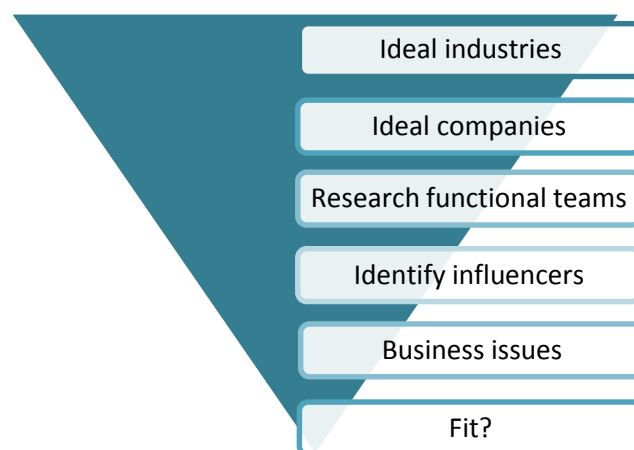 Ideal industries
Ideal companies
Research functional teams
Identify influencers
Business issues
Fit?